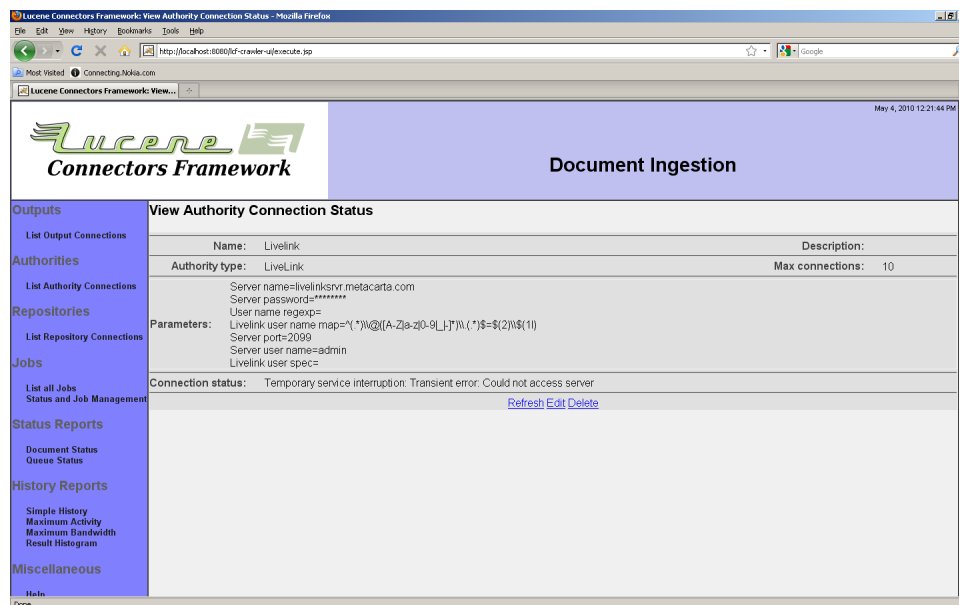 Lucene Connectors Framework: View Authority Connection Status - Mozilla Firefox
File Edit View History Bookmarks Tools Help
http://localhost:8080/lcf-crawler-ui/execute.jsp
Google
Most Visited Connecting.Nokia.com
Lucene Connectors Framework: View...
May 4, 2010 12:21:44 PM
Lucene
Connectors Framework
Document Ingestion
Outputs
List Output Connections
Authorities
List Authority Connections
Repositories
List Repository Connections
Jobs
List all Jobs
Status and Job Management
Status Reports
Document Status
Queue Status
History Reports
Simple History
Maximum Activity
Maximum Bandwidth
Result Histogram
Miscellaneous
Help
View Authority Connection Status
Name: Livelink Description:
Authority type: LiveLink Max connections: 10
Parameters:
Server name=livelinksrvr.metacarta.com
Server password=********
User name regexp=
Livelink user name map=^(.*)\\@([A-Z|a-z|0-9|_|-]*)\\.(.*)$=$(2)\\$(1l)
Server port=2099
Server user name=admin
Livelink user spec=
Connection status: Temporary service interruption: Transient error: Could not access server
Refresh Edit Delete
Done